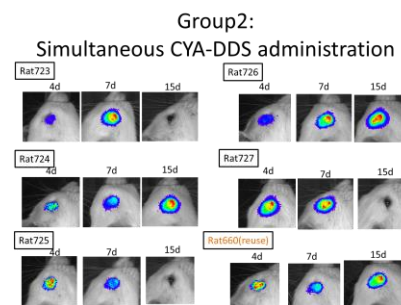 Group2:
Simultaneous CYA-DDS administration
Rat723
4d 7d 15d
Rat726
4d 7d 15d
Rat724
4d 7d 15d
Rat727
4d 7d 15d
Rat725
4d 7d 15d
Rat660(reuse)
4d 7d 15d